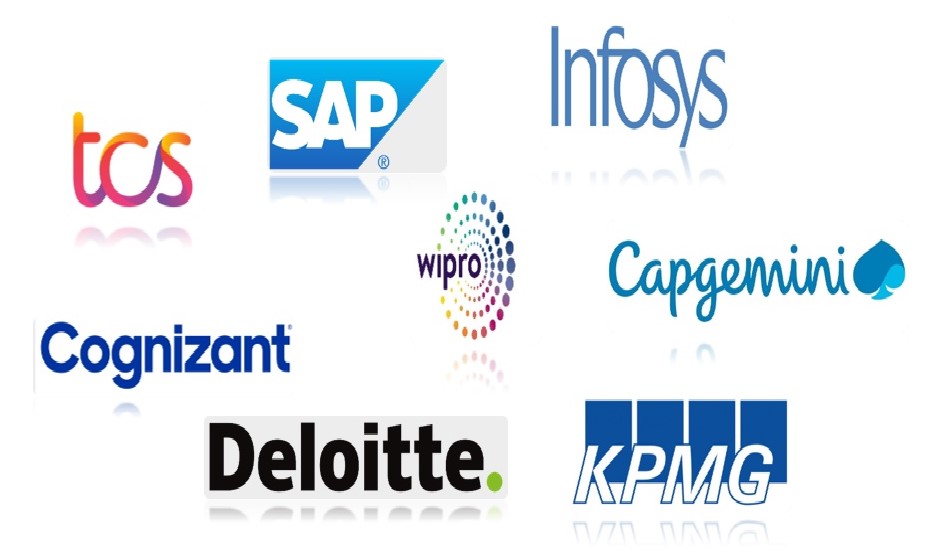 Infosys
SAP®
tcs
wipro
Capgemini
Cognizant
Deloitte.
KPMG